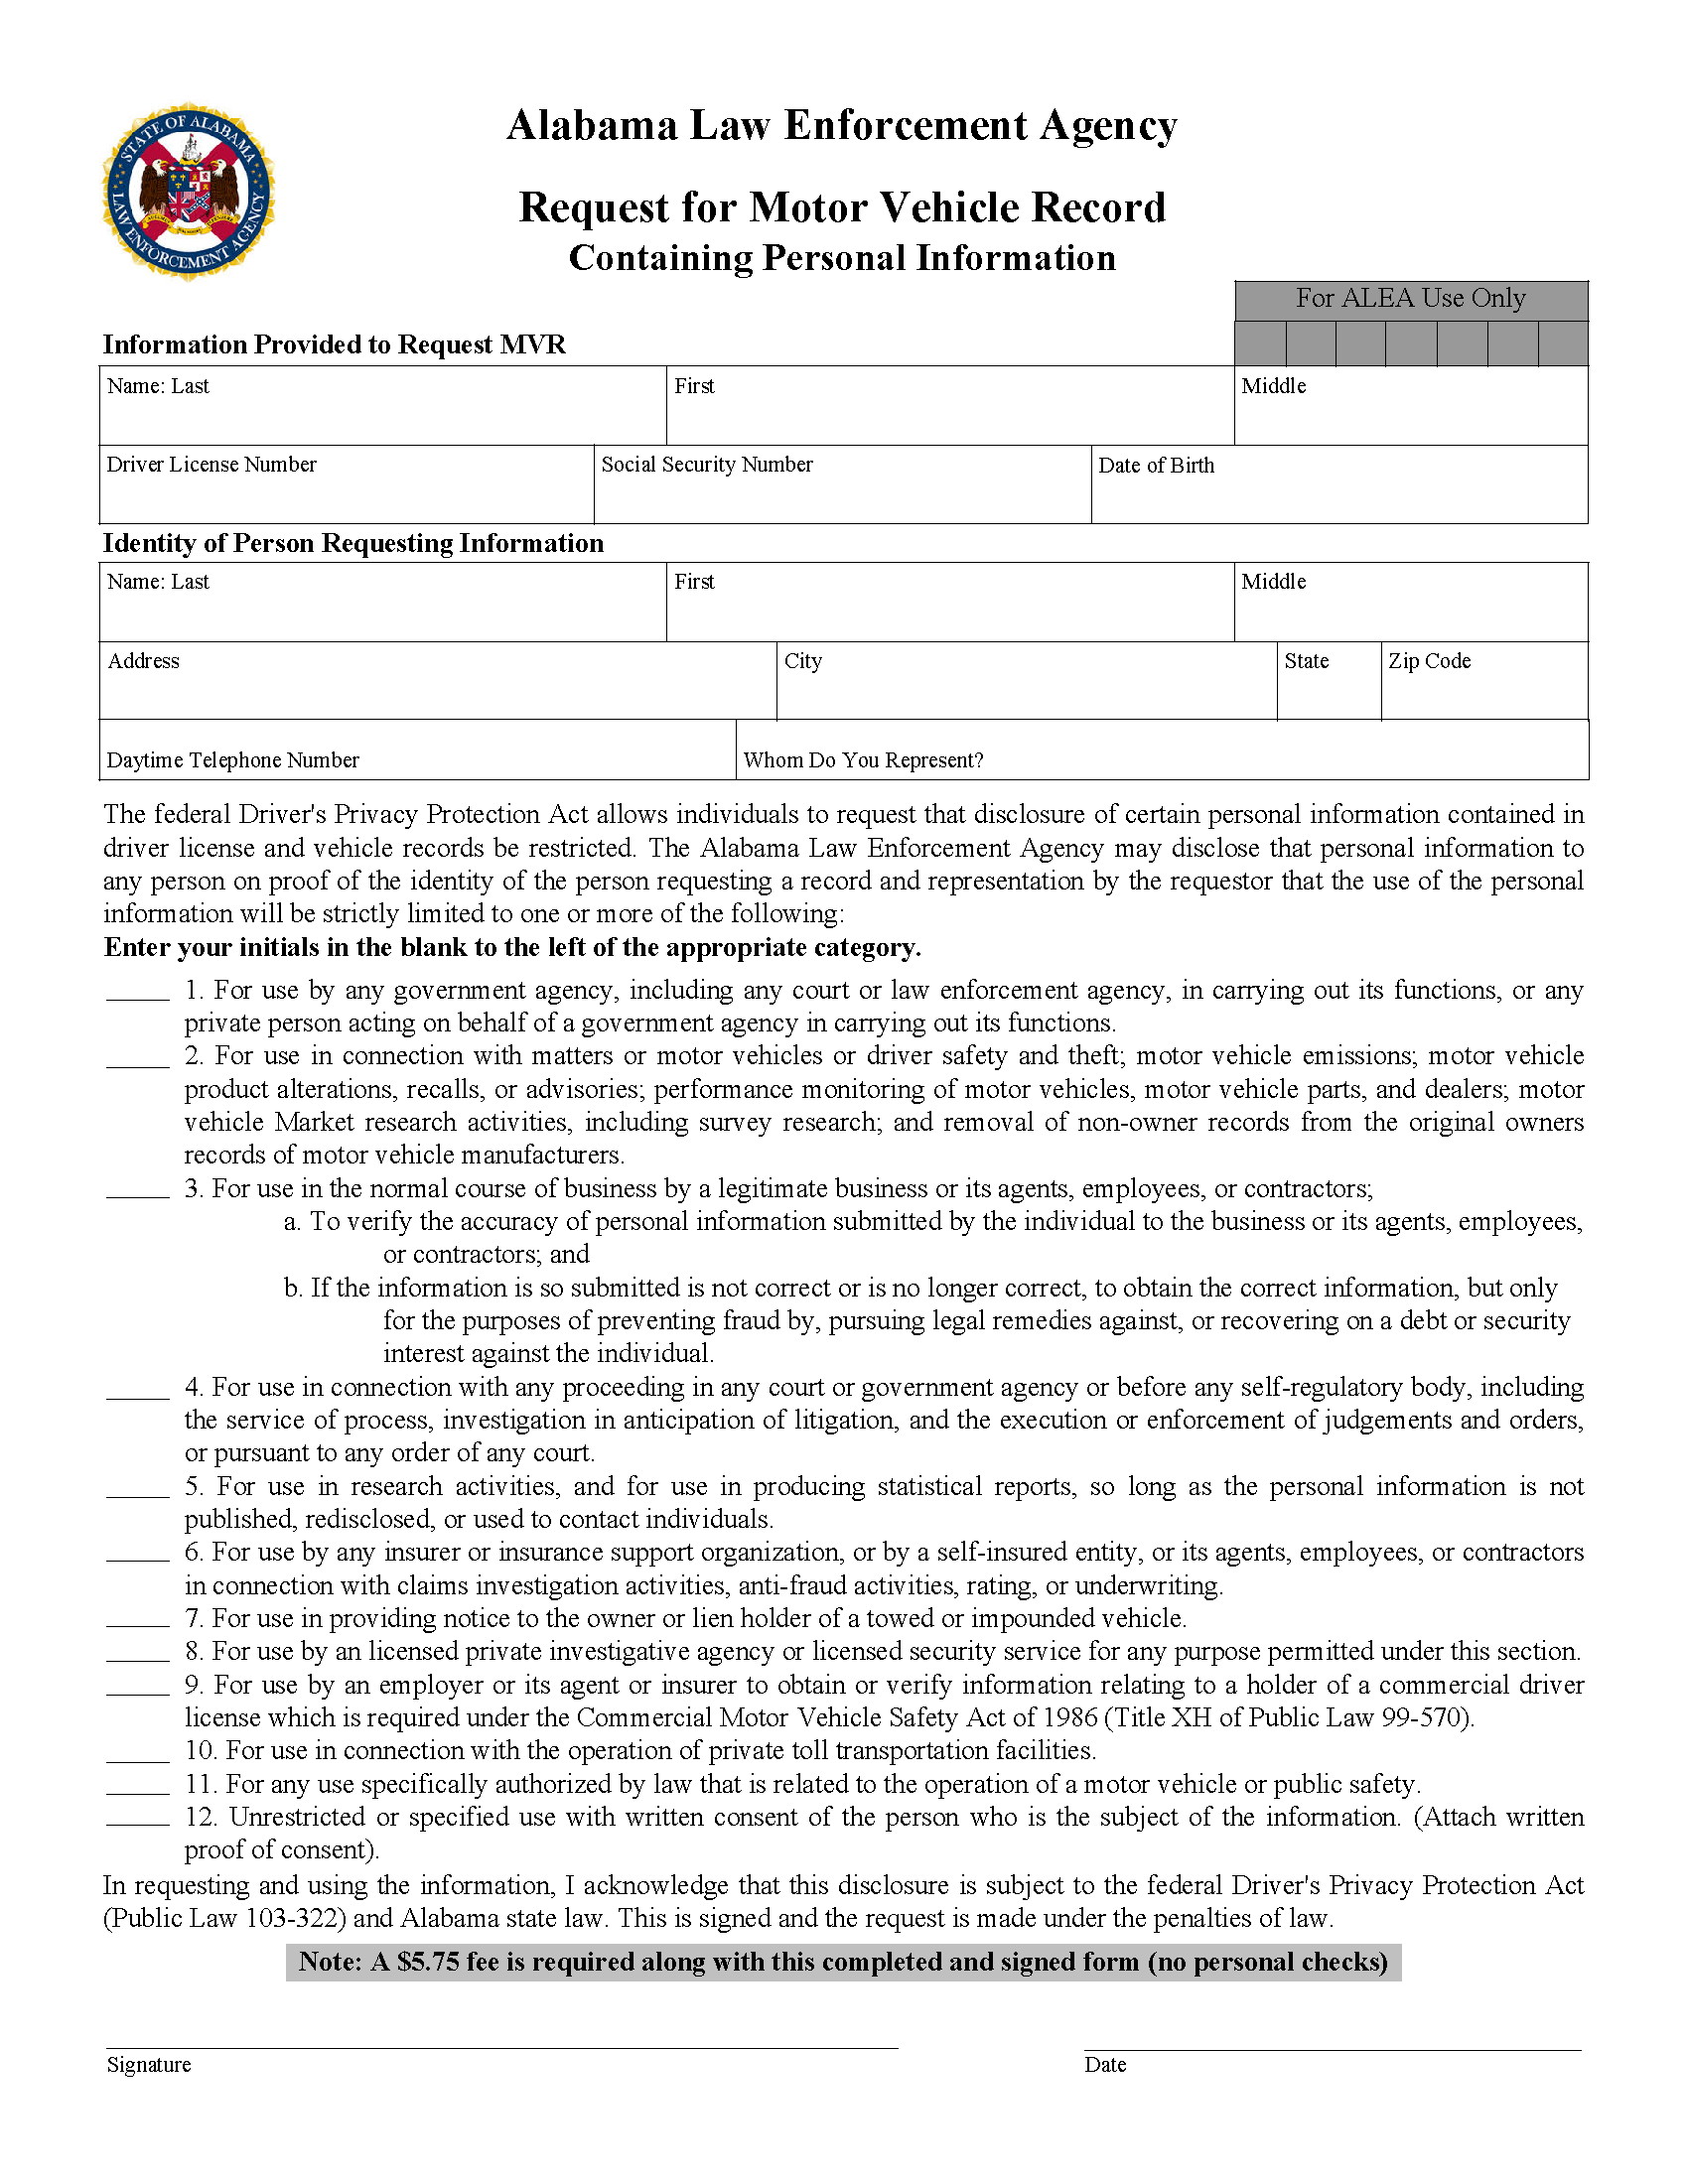 STATE OF ALABAMA
LAW ENFORCEMENT AGENCY
Alabama Law Enforcement Agency
Request for Motor Vehicle Record
Containing Personal Information
For ALEA Use Only
Information Provided to Request MVR
Name: Last First Middle
Driver License Number Social Security Number Date of Birth
Identity of Person Requesting Information
Name: Last First Middle
Address City State Zip Code
Daytime Telephone Number Whom Do You Represent?
The federal Driver's Privacy Protection Act allows individuals to request that disclosure of certain personal information contained in
driver license and vehicle records be restricted. The Alabama Law Enforcement Agency may disclose that personal information to
any person on proof of the identity of the person requesting a record and representation by the requestor that the use of the personal
information will be strictly limited to one or more of the following:
Enter your initials in the blank to the left of the appropriate category.
_____ 1. For use by any government agency, including any court or law enforcement agency, in carrying out its functions, or any
private person acting on behalf of a government agency in carrying out its functions.
_____ 2. For use in connection with matters or motor vehicles or driver safety and theft; motor vehicle emissions; motor vehicle
product alterations, recalls, or advisories; performance monitoring of motor vehicles, motor vehicle parts, and dealers; motor
vehicle Market research activities, including survey research; and removal of non-owner records from the original owners
records of motor vehicle manufacturers.
_____ 3. For use in the normal course of business by a legitimate business or its agents, employees, or contractors;
a. To verify the accuracy of personal information submitted by the individual to the business or its agents, employees,
or contractors; and
b. If the information is so submitted is not correct or is no longer correct, to obtain the correct information, but only
for the purposes of preventing fraud by, pursuing legal remedies against, or recovering on a debt or security
interest against the individual.
_____ 4. For use in connection with any proceeding in any court or government agency or before any self-regulatory body, including
the service of process, investigation in anticipation of litigation, and the execution or enforcement of judgements and orders,
or pursuant to any order of any court.
_____ 5. For use in research activities, and for use in producing statistical reports, so long as the personal information is not
published, redisclosed, or used to contact individuals.
_____ 6. For use by any insurer or insurance support organization, or by a self-insured entity, or its agents, employees, or contractors
in connection with claims investigation activities, anti-fraud activities, rating, or underwriting.
_____ 7. For use in providing notice to the owner or lien holder of a towed or impounded vehicle.
_____ 8. For use by an licensed private investigative agency or licensed security service for any purpose permitted under this section.
_____ 9. For use by an employer or its agent or insurer to obtain or verify information relating to a holder of a commercial driver
license which is required under the Commercial Motor Vehicle Safety Act of 1986 (Title XH of Public Law 99-570).
_____ 10. For use in connection with the operation of private toll transportation facilities.
_____ 11. For any use specifically authorized by law that is related to the operation of a motor vehicle or public safety.
_____ 12. Unrestricted or specified use with written consent of the person who is the subject of the information. (Attach written
proof of consent).
In requesting and using the information, I acknowledge that this disclosure is subject to the federal Driver's Privacy Protection Act
(Public Law 103-322) and Alabama state law. This is signed and the request is made under the penalties of law.
Note: A $5.75 fee is required along with this completed and signed form (no personal checks)
Signature Date